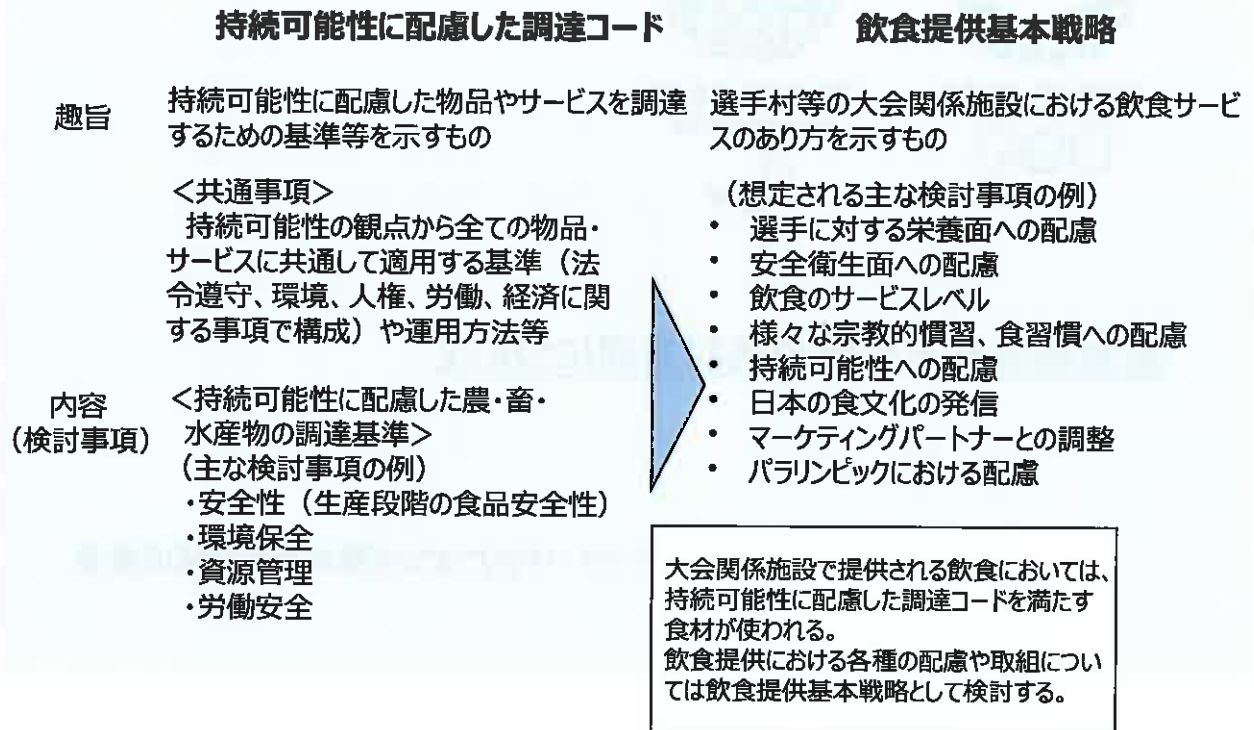 持続可能性に配慮した調達コード
飲食提供基本戦略
趣旨
持続可能性に配慮した物品やサービスを調達
するための基準等を示すもの
選手村等の大会関係施設における飲食サービ
スのあり方を示すもの
内容
（検討事項）
＜共通事項＞
持続可能性の観点から全ての物品・
サービスに共通して適用する基準（法
令遵守、環境、人権、労働、経済に関
する事項で構成）や運用方法等
＜持続可能性に配慮した農・畜・
水産物の調達基準＞
（主な検討事項の例）
・安全性（生産段階の食品安全性）
・環境保全
・資源管理
・労働安全
（想定される主な検討事項の例）
• 選手に対する栄養面への配慮
• 安全衛生面への配慮
• 飲食のサービスレベル
• 様々な宗教的慣習、食習慣への配慮
• 持続可能性への配慮
• 日本の食文化の発信
• マーケティングパートナーとの調整
• パラリンピックにおける配慮
大会関係施設で提供される飲食においては、
持続可能性に配慮した調達コードを満たす
食材が使われる。
飲食提供における各種の配慮や取組につい
ては飲食提供基本戦略として検討する。